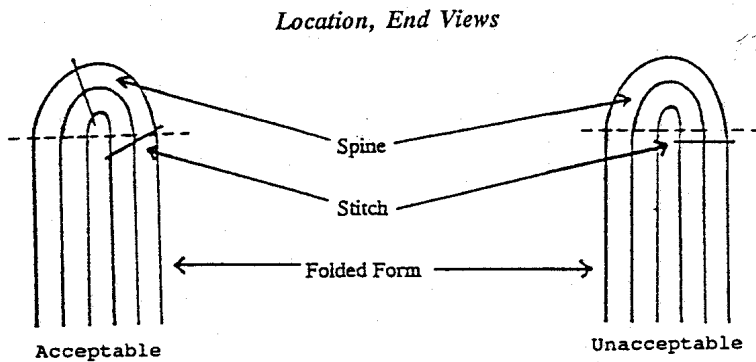 Location, End Views
Spine
Stitch
Folded Form
Acceptable
Unacceptable